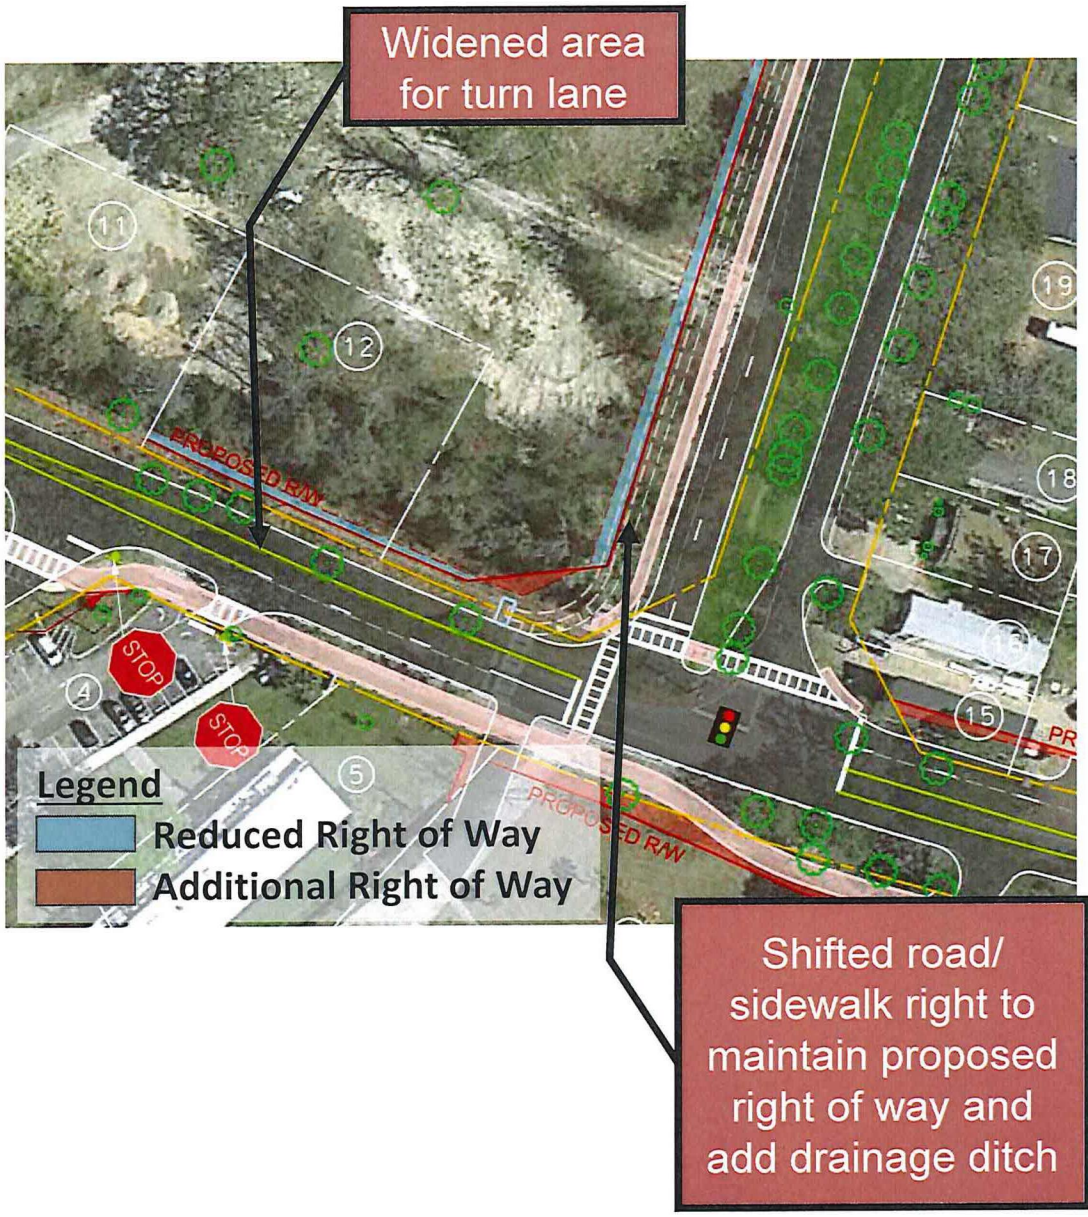 Widened area
for turn lane
11
12
19
18
17
16
15
PROPOSED R/W
STOP
STOP
4
5
PR
PROPOSED R/W
Legend
Reduced Right of Way
Additional Right of Way
Shifted road/
sidewalk right to
maintain proposed
right of way and
add drainage ditch